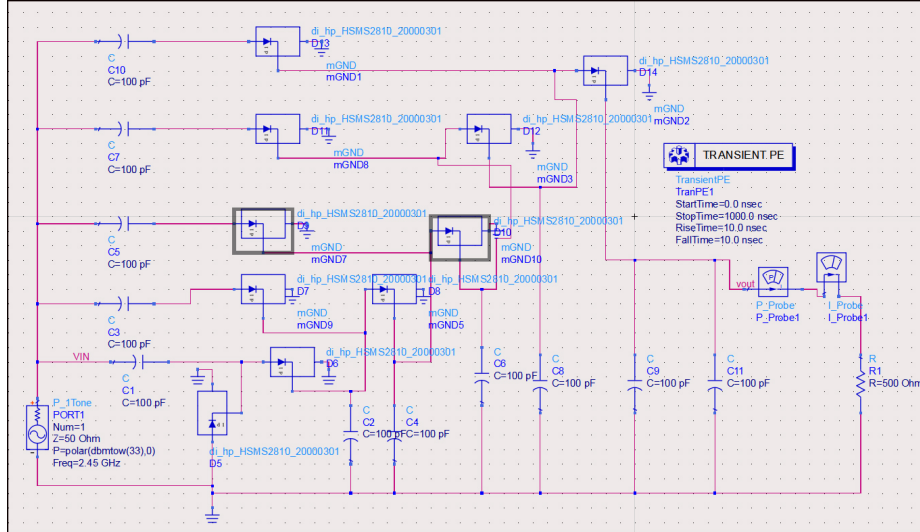 di_hp_HSMS2810_20000301
D13
C
C10
C=100 pF
mGND
mGND1
di_hp_HSMS2810_20000301
D14
mGND
mGND2
di_hp_HSMS2810_20000301
D11
C
C7
C=100 pF
mGND
mGND8
di_hp_HSMS2810_20000301
D12
mGND
mGND3
TRANSIENT PE
TransientPE
TranPE1
StartTime=0.0 nsec
StopTime=1000.0 nsec
RiseTime=10.0 nsec
FallTime=10.0 nsec
di_hp_HSMS2810_20000301
D9
C
C5
C=100 pF
mGND
mGND7
di_hp_HSMS2810_20000301
D10
mGND
mGND10
di_hp_HSMS2810_20000301
D7
C
C3
C=100 pF
mGND
mGND9
di_hp_HSMS2810_20000301
D8
mGND
mGND5
vout
P_Probe
P_Probe1
I_Probe
I_Probe1
VIN
C
C1
C=100 pF
D6
C
C6
C=100 pF
C
C8
C=100 pF
C
C9
C=100 pF
C
C11
C=100 pF
R
R1
R=500 Ohm
P_1Tone
PORT1
Num=1
Z=50 Ohm
P=polar(dbmtow(33),0)
Freq=2.45 GHz
di_hp_HSMS2810_20000301
D5
C
C2
C=100 pF
C
C4
C=100 pF